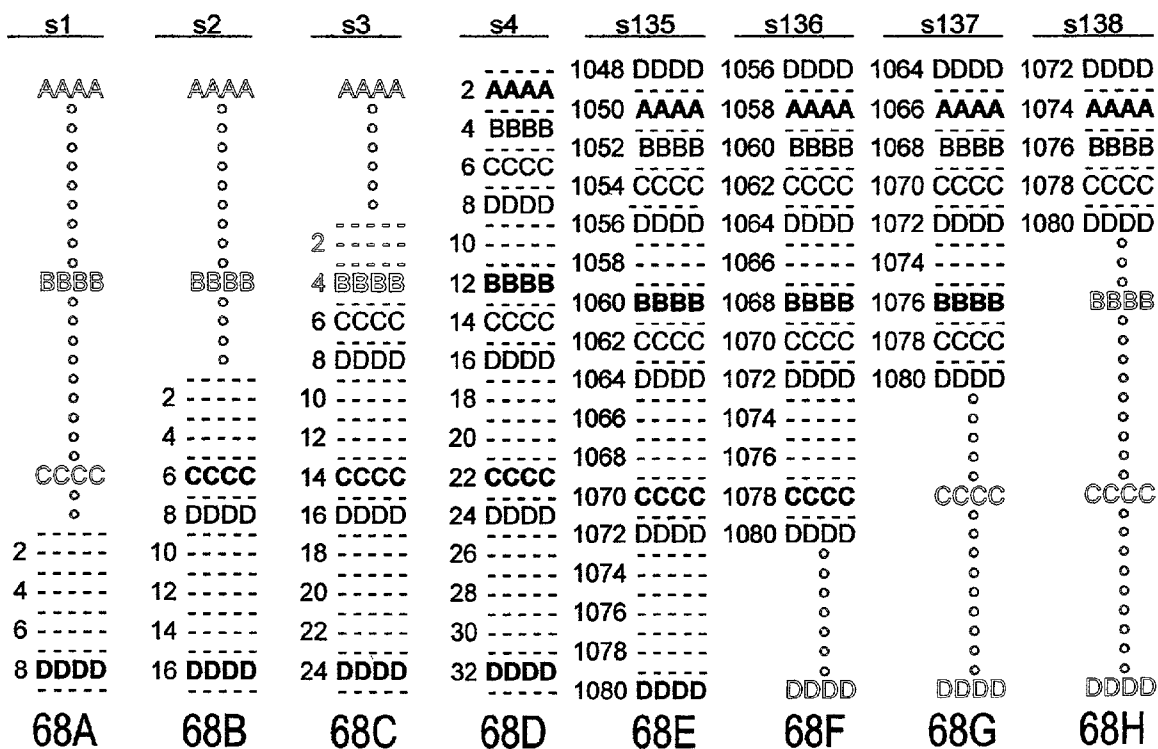 s1
AAAA
BBBB
CCCC
2 -----
4 -----
6 -----
8 DDDD
68A
s2
AAAA
BBBB
2 -----
4 -----
6 CCCC
8 DDDD
10 -----
12 -----
14 -----
16 DDDD
68B
s3
AAAA
2 -----
4 BBBB
6 CCCC
8 DDDD
10 -----
12 -----
14 CCCC
16 DDDD
18 -----
20 -----
22 -----
24 DDDD
68C
s4
2 AAAA
4 BBBB
6 CCCC
8 DDDD
10 -----
12 BBBB
14 CCCC
16 DDDD
18 -----
20 -----
22 CCCC
24 DDDD
26 -----
28 -----
30 -----
32 DDDD
68D
s135
1048 DDDD
1050 AAAA
1052 BBBB
1054 CCCC
1056 DDDD
1058 -----
1060 BBBB
1062 CCCC
1064 DDDD
1066 -----
1068 -----
1070 CCCC
1072 DDDD
1074 -----
1076 -----
1078 -----
1080 DDDD
68E
s136
1056 DDDD
1058 AAAA
1060 BBBB
1062 CCCC
1064 DDDD
1066 -----
1068 BBBB
1070 CCCC
1072 DDDD
1074 -----
1076 -----
1078 CCCC
1080 DDDD
DDDD
68F
s137
1064 DDDD
1066 AAAA
1068 BBBB
1070 CCCC
1072 DDDD
1074 -----
1076 BBBB
1078 CCCC
1080 DDDD
CCCC
DDDD
68G
s138
1072 DDDD
1074 AAAA
1076 BBBB
1078 CCCC
1080 DDDD
BBBB
CCCC
DDDD
68H